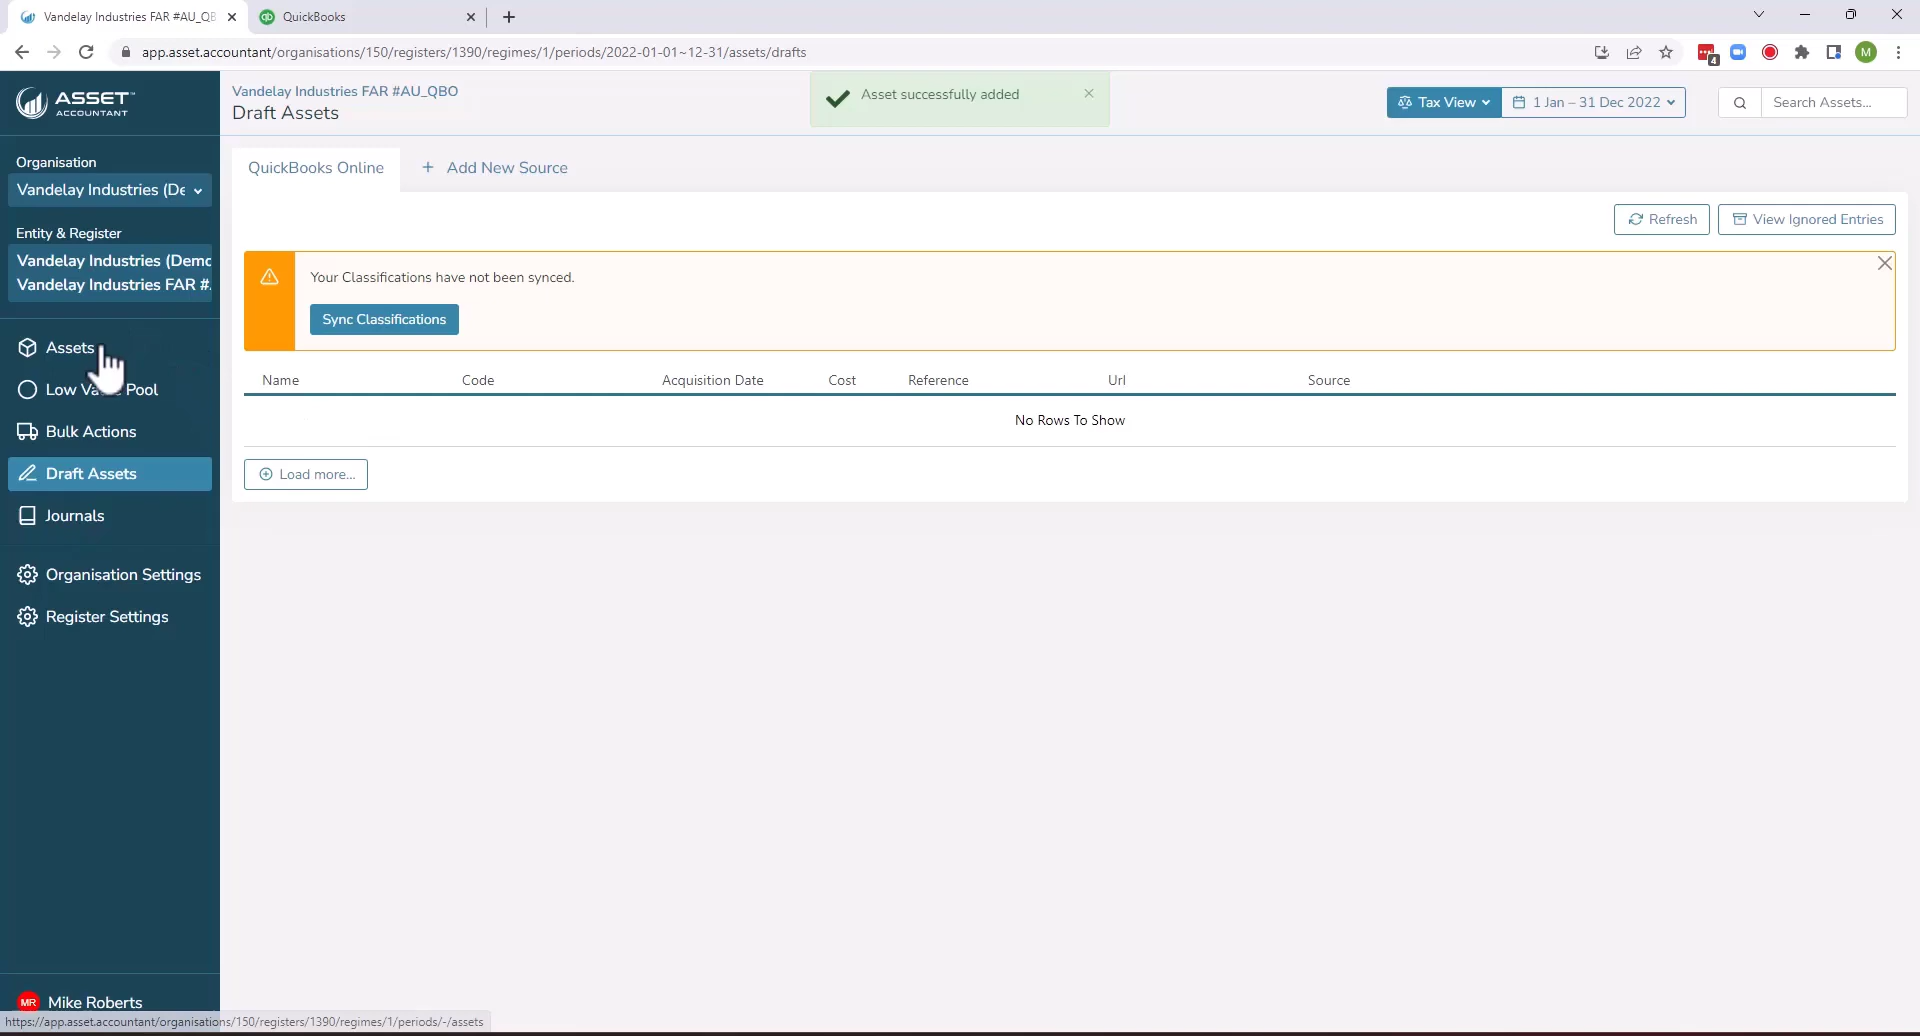 Vandelay Industries FAR #AU_QB
QuickBooks
app.asset.accountant/organisations/150/registers/1390/regimes/1/periods/2022-01-01~12-31/assets/drafts
4
M
ASSET™
ACCOUNTANT
Vandelay Industries FAR #AU_QBO
Draft Assets
Asset successfully added
Tax View
1 Jan – 31 Dec 2022
Search Assets...
Organisation
Vandelay Industries (De
Entity & Register
Vandelay Industries (Demo
Vandelay Industries FAR #
Assets
Low Va Pool
Bulk Actions
Draft Assets
Journals
Organisation Settings
Register Settings
QuickBooks Online
+ Add New Source
Refresh
View Ignored Entries
Your Classifications have not been synced.
Sync Classifications
Name Code Acquisition Date Cost Reference Url Source
No Rows To Show
Load more...
MR Mike Roberts
https://app.asset.accountant/organisations/150/registers/1390/regimes/1/periods/-/assets